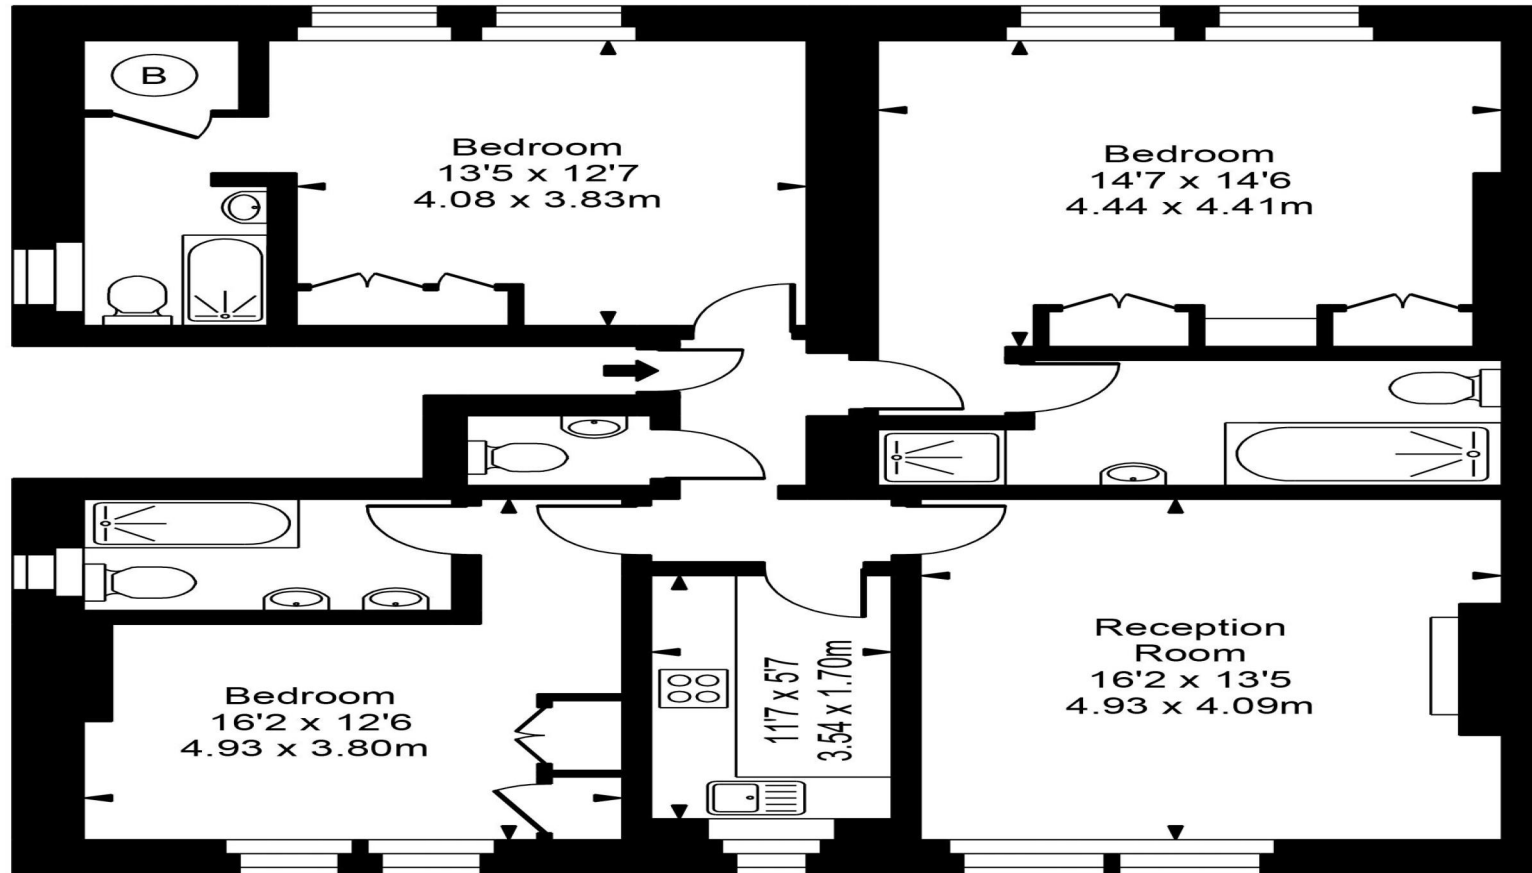 B
Bedroom
13'5 x 12'7
4.08 x 3.83m
Bedroom
14'7 x 14'6
4.44 x 4.41m
Bedroom
16'2 x 12'6
4.93 x 3.80m
11'7 x 5'7
3.54 x 1.70m
Reception
Room
16'2 x 13'5
4.93 x 4.09m